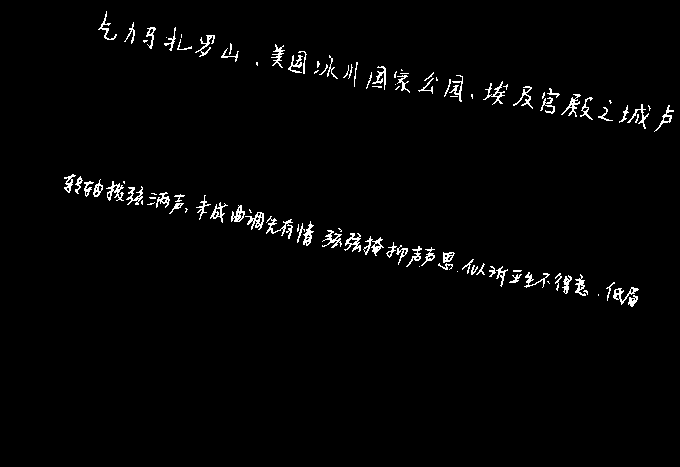 乞力马扎罗山、美国冰川国家公园、埃及宫殿之城卢
转轴拨弦三两声,未成曲调先有情 弦弦掩抑声声思.似诉平生不得意.低眉